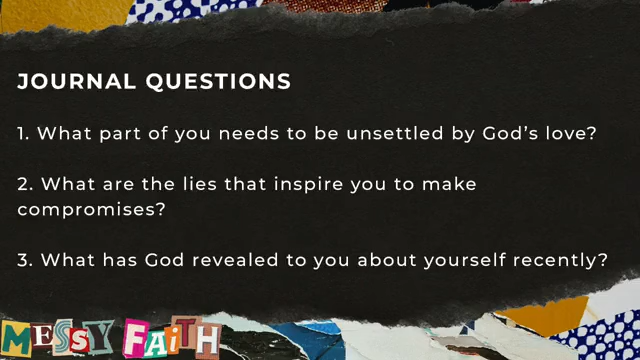 JOURNAL QUESTIONS
1. What part of you needs to be unsettled by God’s love?
2. What are the lies that inspire you to make
compromises?
3. What has God revealed to you about yourself recently?
MESSY FAITH